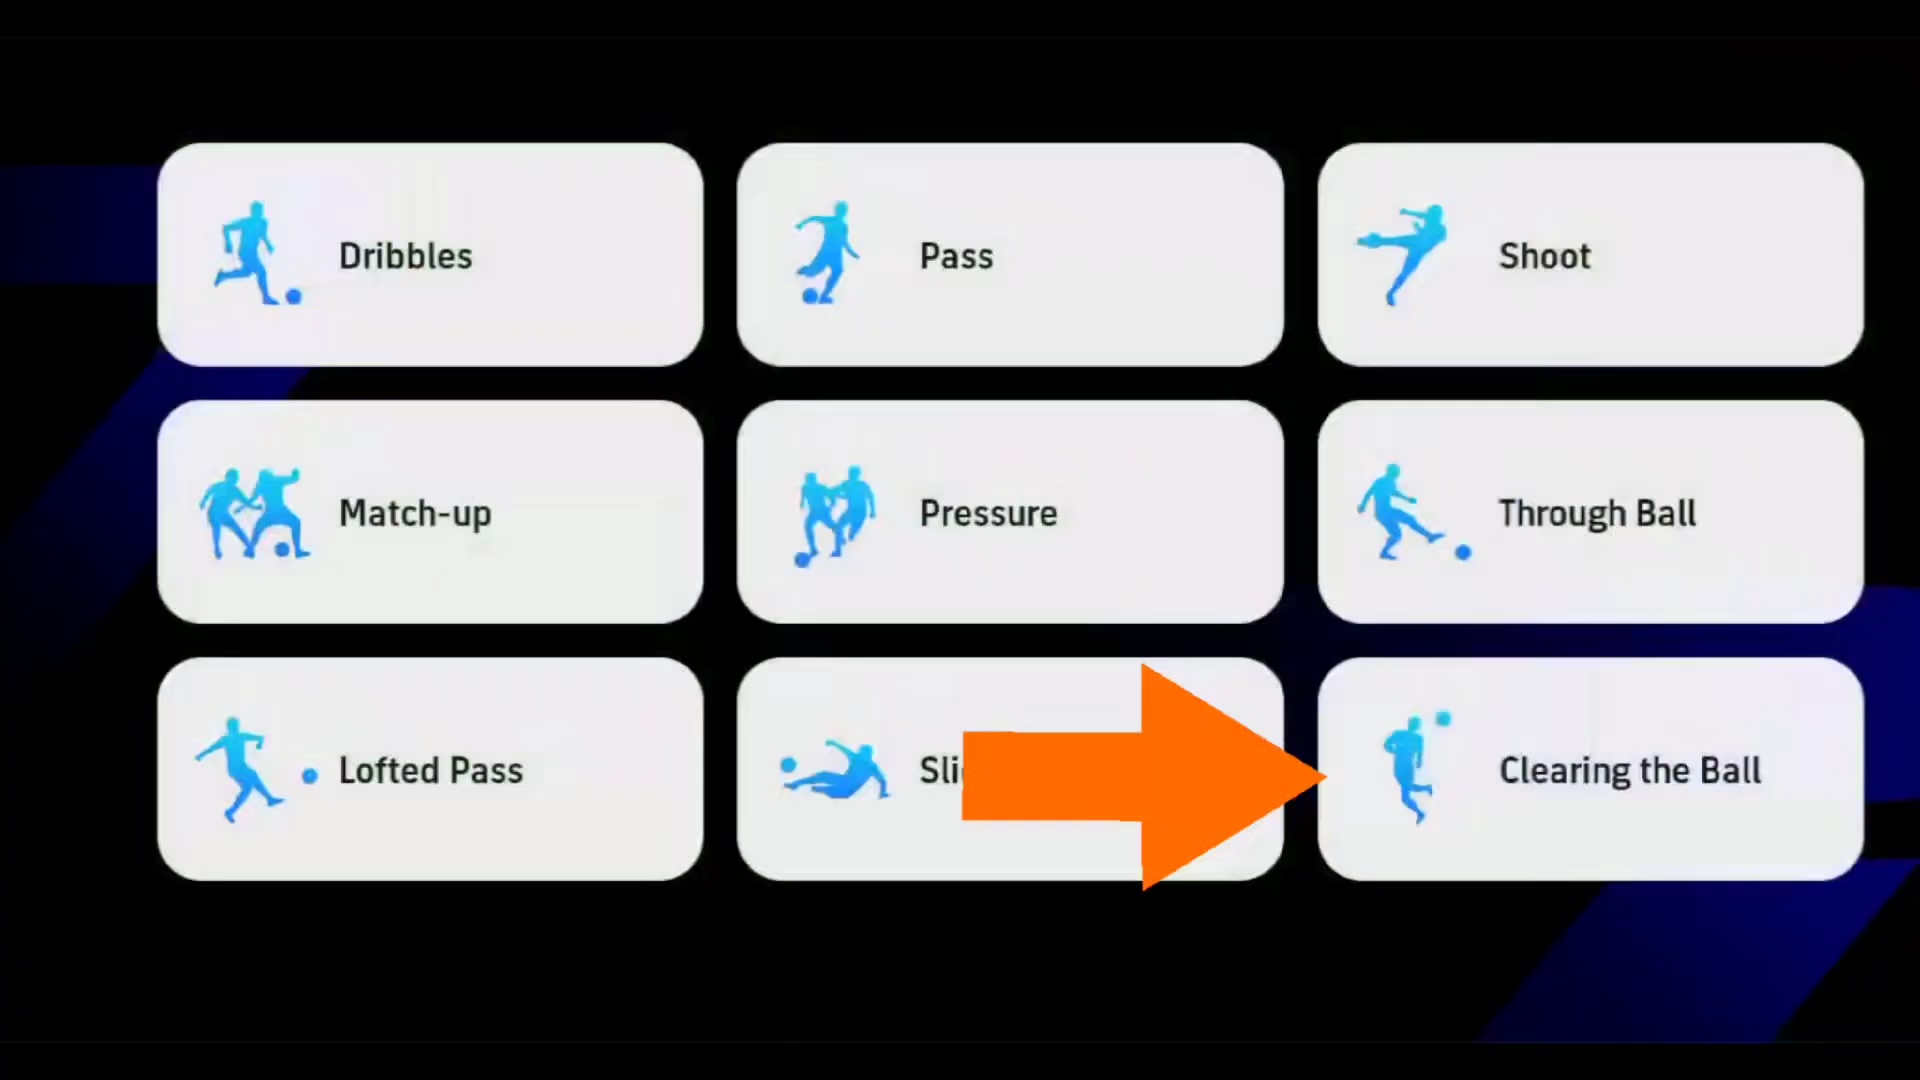 Dribbles
Pass
Shoot
Match-up
Pressure
Through Ball
Lofted Pass
Clearing the Ball